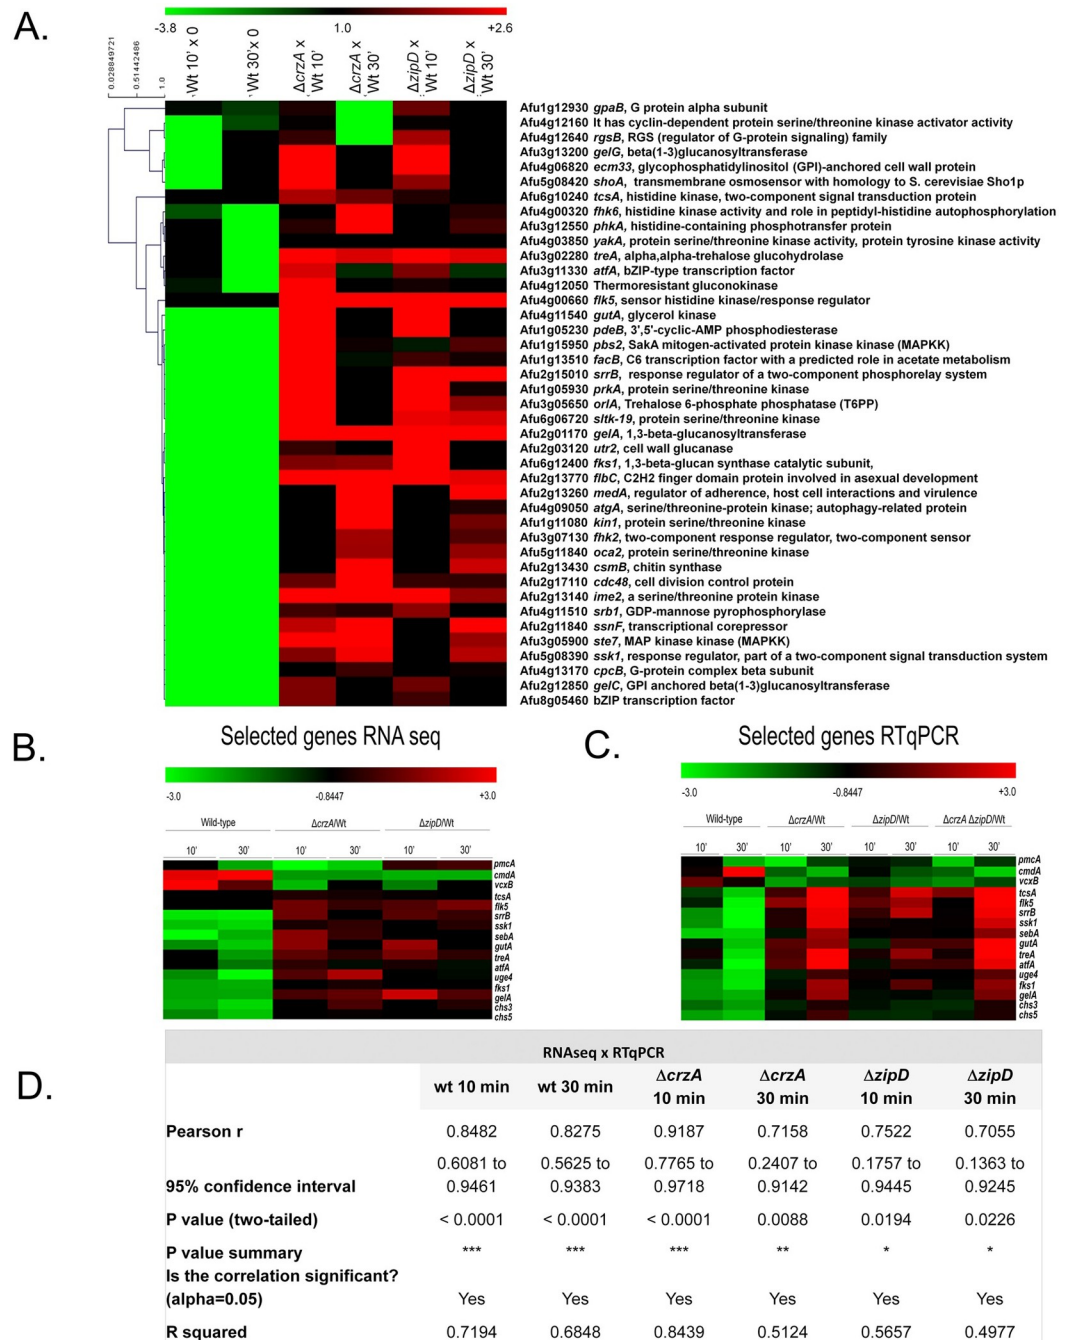 A.
-3.8 1.0 +2.6
0.028849721
0.51442486
1.0
Wt 10' x 0
Wt 30' x 0
ΔcrzA x Wt 10'
ΔcrzA x Wt 30'
ΔzipD x Wt 10'
ΔzipD x Wt 30'
Afu1g12930 gpaB, G protein alpha subunit
Afu4g12160 It has cyclin-dependent protein serine/threonine kinase activator activity
Afu4g12640 rgsB, RGS (regulator of G-protein signaling) family
Afu3g13200 gelG, beta(1-3)glucanosyltransferase
Afu4g06820 ecm33, glycophosphatidylinositol (GPI)-anchored cell wall protein
Afu5g08420 shoA, transmembrane osmosensor with homology to S. cerevisiae Sho1p
Afu6g10240 tcsA, histidine kinase, two-component signal transduction protein
Afu4g00320 fhk6, histidine kinase activity and role in peptidyl-histidine autophosphorylation
Afu3g12550 phkA, histidine-containing phosphotransfer protein
Afu4g03850 yakA, protein serine/threonine kinase activity, protein tyrosine kinase activity
Afu3g02280 treA, alpha,alpha-trehalose glucohydrolase
Afu3g11330 atfA, bZIP-type transcription factor
Afu4g12050 Thermoresistant gluconokinase
Afu4g00660 flk5, sensor histidine kinase/response regulator
Afu4g11540 gutA, glycerol kinase
Afu1g05230 pdeB, 3',5'-cyclic-AMP phosphodiesterase
Afu1g15950 pbs2, SakA mitogen-activated protein kinase kinase (MAPKK)
Afu1g13510 facB, C6 transcription factor with a predicted role in acetate metabolism
Afu2g15010 srrB, response regulator of a two-component phosphorelay system
Afu1g05930 prkA, protein serine/threonine kinase
Afu3g05650 orlA, Trehalose 6-phosphate phosphatase (T6PP)
Afu6g06720 sltk-19, protein serine/threonine kinase
Afu2g01170 gelA, 1,3-beta-glucanosyltransferase
Afu2g03120 utr2, cell wall glucanase
Afu6g12400 fks1, 1,3-beta-glucan synthase catalytic subunit,
Afu2g13770 flbC, C2H2 finger domain protein involved in asexual development
Afu2g13260 medA, regulator of adherence, host cell interactions and virulence
Afu4g09050 atgA, serine/threonine-protein kinase; autophagy-related protein
Afu1g11080 kin1, protein serine/threonine kinase
Afu3g07130 fhk2, two-component response regulator, two-component sensor
Afu5g11840 oca2, protein serine/threonine kinase
Afu2g13430 csmB, chitin synthase
Afu2g17110 cdc48, cell division control protein
Afu2g13140 ime2, a serine/threonine protein kinase
Afu4g11510 srb1, GDP-mannose pyrophosphorylase
Afu2g11840 ssnF, transcriptional corepressor
Afu3g05900 ste7, MAP kinase kinase (MAPKK)
Afu5g08390 ssk1, response regulator, part of a two-component signal transduction system
Afu4g13170 cpcB, G-protein complex beta subunit
Afu2g12850 gelC, GPI anchored beta(1-3)glucanosyltransferase
Afu8g05460 bZIP transcription factor
B.
Selected genes RNA seq
-3.0 -0.8447 +3.0
Wild-type ΔcrzA/Wt ΔzipD/Wt
10' 30' 10' 30' 10' 30'
pmcA
cmdA
vcxB
tcsA
flk5
srrB
ssk1
sebA
gutA
treA
atfA
uge4
fks1
gelA
chs3
chs5
C.
Selected genes RTqPCR
-3.0 -0.8447 +3.0
Wild-type ΔcrzA/Wt ΔzipD/Wt ΔcrzA ΔzipD/Wt
10' 30' 10' 30' 10' 30' 10' 30'
pmcA
cmdA
vcxB
tcsA
flk5
srrB
ssk1
sebA
gutA
treA
atfA
uge4
fks1
gelA
chs3
chs5
D.
RNAseq x RTqPCR
wt 10 min wt 30 min ΔcrzA 10 min ΔcrzA 30 min ΔzipD 10 min ΔzipD 30 min
Pearson r 0.8482 0.8275 0.9187 0.7158 0.7522 0.7055
0.6081 to 0.5625 to 0.7765 to 0.2407 to 0.1757 to 0.1363 to
95% confidence interval 0.9461 0.9383 0.9718 0.9142 0.9445 0.9245
P value (two-tailed) < 0.0001 < 0.0001 < 0.0001 0.0088 0.0194 0.0226
P value summary *** *** *** ** * *
Is the correlation significant?
(alpha=0.05) Yes Yes Yes Yes Yes Yes
R squared 0.7194 0.6848 0.8439 0.5124 0.5657 0.4977